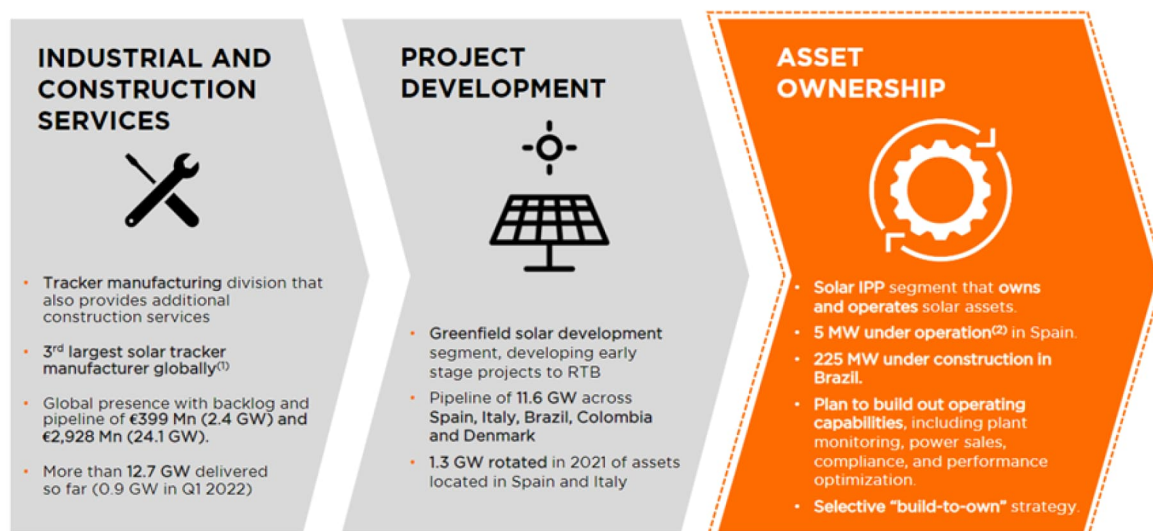 INDUSTRIAL AND
CONSTRUCTION
SERVICES
• Tracker manufacturing division that
also provides additional
construction services
• 3rd largest solar tracker
manufacturer globally(1)
• Global presence with backlog and
pipeline of €399 Mn (2.4 GW) and
€2,928 Mn (24.1 GW).
• More than 12.7 GW delivered
so far (0.9 GW in Q1 2022)
PROJECT
DEVELOPMENT
• Greenfield solar development
segment, developing early
stage projects to RTB
• Pipeline of 11.6 GW across
Spain, Italy, Brazil, Colombia
and Denmark
• 1.3 GW rotated in 2021 of assets
located in Spain and Italy
ASSET
OWNERSHIP
• Solar IPP segment that owns
and operates solar assets.
• 5 MW under operation(2) in Spain.
• 225 MW under construction in
Brazil.
• Plan to build out operating
capabilities, including plant
monitoring, power sales,
compliance, and performance
optimization.
• Selective “build-to-own” strategy.